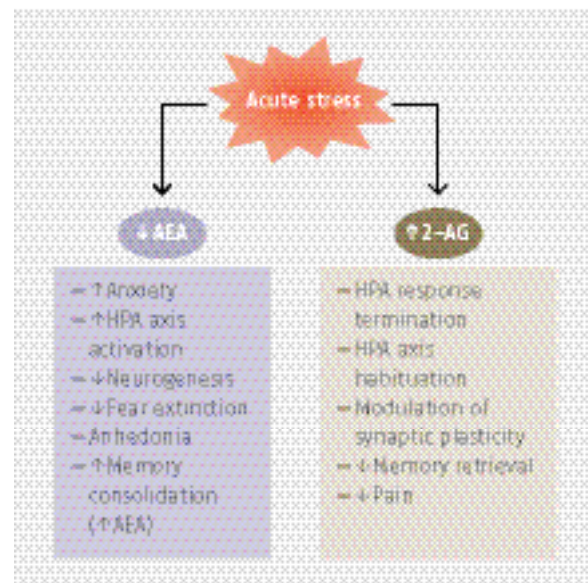 Acute stress
↓ AEA
– ↑Anxiety
– ↑HPA axis
activation
– ↓Neurogenesis
– ↓Fear extinction
– Anhedonia
– ↑Memory
consolidation
(↑AEA)
↑ 2–AG
– HPA response
termination
– HPA axis
habituation
– Modulation of
synaptic plasticity
– ↓Memory retrieval
– ↓Pain